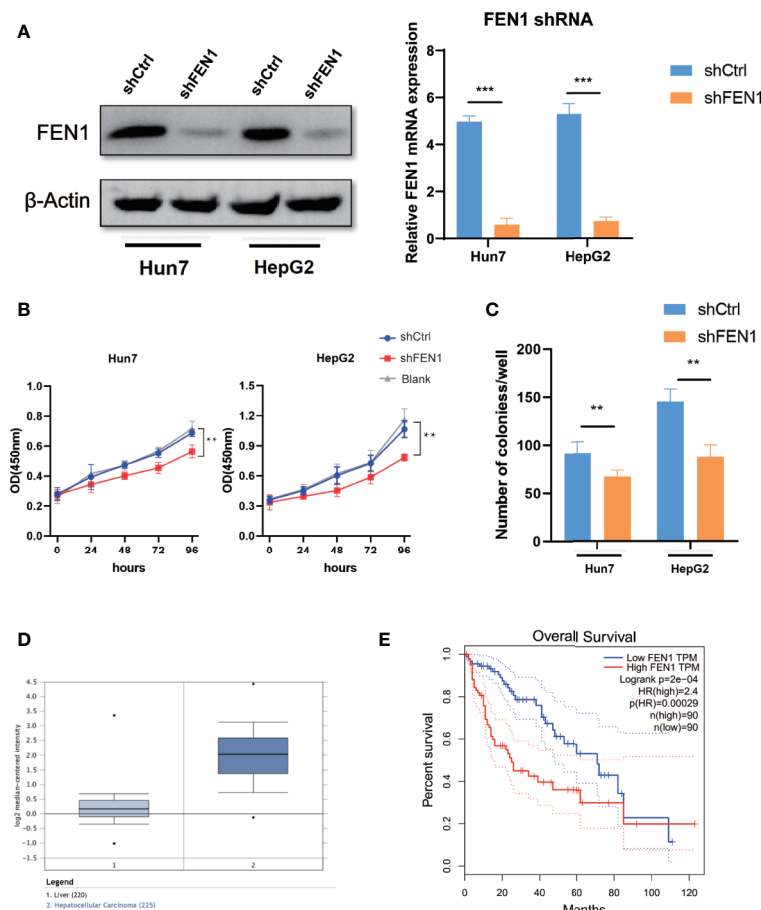 A
shCtrl
shFEN1
shCtrl
shFEN1
FEN1
β-Actin
Hun7
HepG2
FEN1 shRNA
Relative FEN1 mRNA expression
8
6
4
2
0
Hun7
HepG2
***
***
shCtrl
shFEN1
B
Hun7
OD(450nm)
1.0
0.8
0.6
0.4
0.2
0.0
0 24 48 72 96
hours
**
HepG2
OD(450nm)
1.5
1.2
0.9
0.6
0.3
0.0
0 24 48 72 96
hours
**
shCtrl
shFEN1
Blank
C
shCtrl
shFEN1
Number of coloniess/well
200
150
100
50
0
**
**
Hun7
HepG2
D
log2 median-centered intensity
4.5
4.0
3.5
3.0
2.5
2.0
1.5
1.0
0.5
0.0
-0.5
-1.0
-1.5
1 2
Legend
1. Liver (220)
2. Hepatocellular Carcinoma (225)
E
Overall Survival
Low FEN1 TPM
High FEN1 TPM
Logrank p=2e−04
HR(high)=2.4
p(HR)=0.00029
n(high)=90
n(low)=90
Percent survival
1.0
0.8
0.6
0.4
0.2
0.0
0 20 40 60 80 100 120
Months